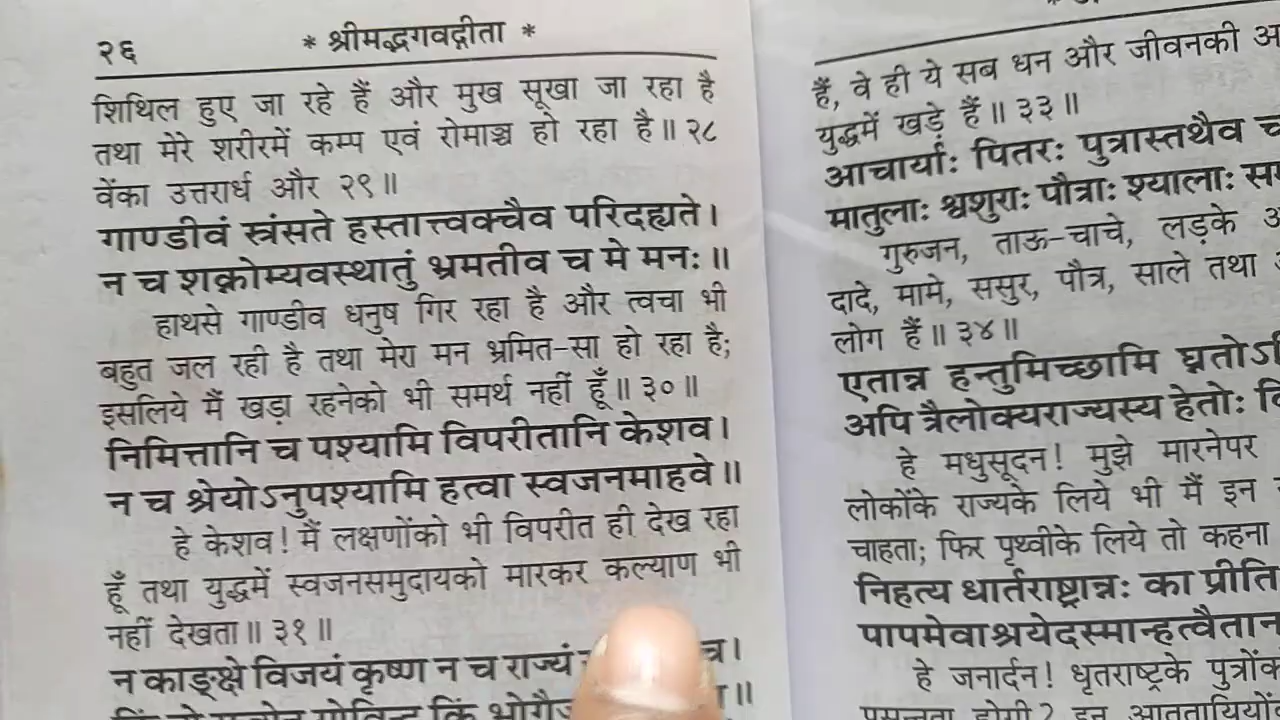 २६
* श्रीमद्भगवद्गीता *
शिथिल हुए जा रहे हैं और मुख सूखा जा रहा है
तथा मेरे शरीरमें कम्प एवं रोमाञ्च हो रहा है॥ २८
वेंका उत्तरार्ध और २९॥
गाण्डीवं स्त्रंसते हस्तात्त्वक्चैव परिदह्यते।
न च शक्नोम्यवस्थातुं भ्रमतीव च मे मनः॥
हाथसे गाण्डीव धनुष गिर रहा है और त्वचा भी
बहुत जल रही है तथा मेरा मन भ्रमित-सा हो रहा है;
इसलिये मैं खड़ा रहनेको भी समर्थ नहीं हूँ॥ ३०॥
निमित्तानि च पश्यामि विपरीतानि केशव।
न च श्रेयोऽनुपश्यामि हत्वा स्वजनमाहवे॥
हे केशव! मैं लक्षणोंको भी विपरीत ही देख रहा
हूँ तथा युद्धमें स्वजनसमुदायको मारकर कल्याण भी
नहीं देखता॥ ३१॥
न काङ्क्षे विजयं कृष्ण न च राज्यं
किं भोगै
हैं, वे ही ये सब धन और जीवनकी
युद्धमें खड़े हैं॥ ३३॥
आचार्याः पितरः पुत्रास्तथैव
मातुलाः श्वशुराः पौत्राः श्यालाः
गुरुजन, ताऊ-चाचे, लड़के
दादे, मामे, ससुर, पौत्र, साले तथा
लोग हैं॥ ३४॥
एतान्न हन्तुमिच्छामि
अपि त्रैलोक्यराज्यस्य हेतोः
हे मधुसूदन! मुझे मारनेपर
लोकोंके राज्यके लिये भी मैं इन
चाहता; फिर पृथ्वीके लिये तो कहना
निहत्य धार्तराष्ट्रान्नः का प्रीति
पापमेवाश्रयेदस्मान्हत्वैतान
हे जनार्दन! धृतराष्ट्रके
प्रसन्नता होगी? इन